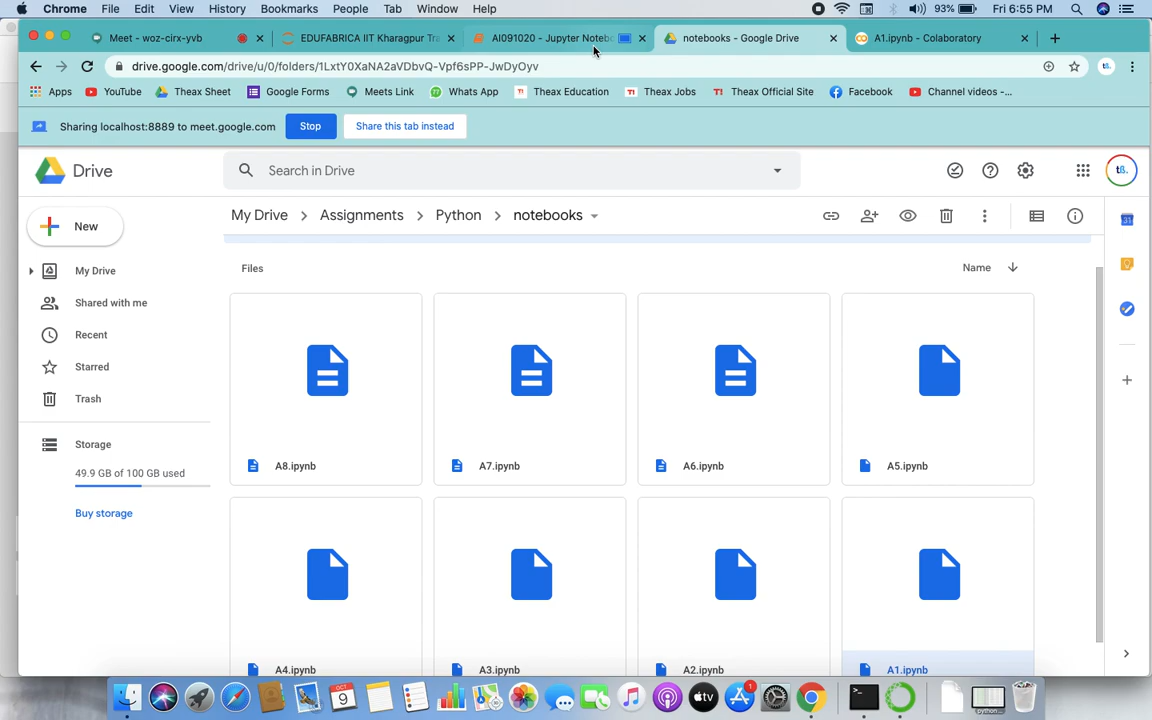 Chrome File Edit View History Bookmarks People Tab Window Help 93% Fri 6:55 PM
Meet - woz-cirx-yvb EDUFABRICA IIT Kharagpur Tra AI091020 - Jupyter Notebo notebooks - Google Drive A1.ipynb - Colaboratory
drive.google.com/drive/u/0/folders/1LxtY0XaNA2aVDbvQ-Vpf6sPP-JwDyOyv
Apps YouTube Theax Sheet Google Forms Meets Link Whats App Theax Education Theax Jobs Theax Official Site Facebook Channel videos -...
Sharing localhost:8889 to meet.google.com Stop Share this tab instead
Drive Search in Drive
New My Drive Assignments Python notebooks
Files Name
My Drive
Shared with me
Recent
Starred
Trash
Storage
49.9 GB of 100 GB used
Buy storage
A8.ipynb A7.ipynb A6.ipynb A5.ipynb
A4.ipynb A3.ipynb A2.ipynb A1.ipynb